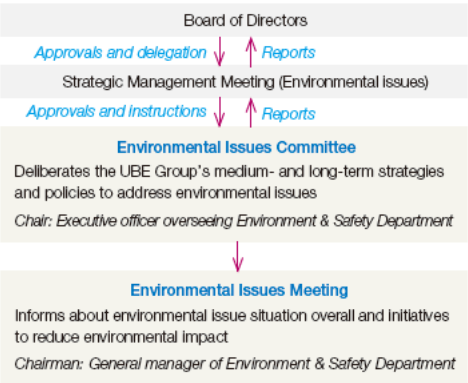 Board of Directors
Approvals and delegation Reports
Strategic Management Meeting (Environmental issues)
Approvals and instructions Reports
Environmental Issues Committee
Deliberates the UBE Group's medium- and long-term strategies
and policies to address environmental issues
Chair: Executive officer overseeing Environment & Safety Department
Environmental Issues Meeting
Informs about environmental issue situation overall and initiatives
to reduce environmental impact
Chairman: General manager of Environment & Safety Department